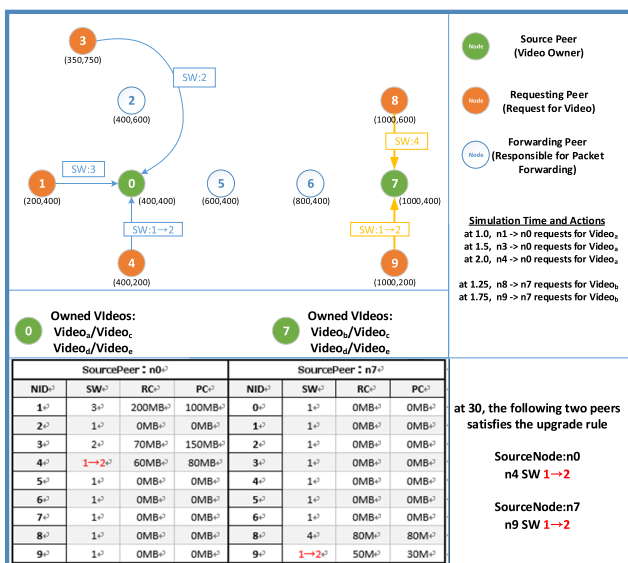 3
(350,750)
SW:2
2
(400,600)
8
(1000,600)
SW:4
1
(200,400)
SW:3
0
(400,400)
5
(600,400)
6
(800,400)
7
(1000,400)
SW:1→2
4
(400,200)
SW:1→2
9
(1000,200)
Node
Source Peer
(Video Owner)
Node
Requesting Peer
(Request for Video)
Node
Forwarding Peer
(Responsible for Packet
Forwarding)
Simulation Time and Actions
at 1.0, n1 -> n0 requests for Videoa
at 1.5, n3 -> n0 requests for Videoa
at 2.0, n4 -> n0 requests for Videoa
at 1.25, n8 -> n7 requests for Videob
at 1.75, n9 -> n7 requests for Videob
0
Owned VIdeos:
Videoa/Videoc
Videod/Videoe
7
Owned VIdeos:
Videob/Videoc
Videod/Videoe
SourcePeer：n0 SourcePeer：n7
NID SW RC PC NID SW RC PC
1 3 200MB 100MB 0 1 0MB 0MB
2 1 0MB 0MB 1 1 0MB 0MB
3 2 70MB 150MB 2 1 0MB 0MB
4 1→2 60MB 80MB 3 1 0MB 0MB
5 1 0MB 0MB 4 1 0MB 0MB
6 1 0MB 0MB 5 1 0MB 0MB
7 1 0MB 0MB 6 1 0MB 0MB
8 1 0MB 0MB 8 4 80M 80M
9 1 0MB 0MB 9 1→2 50M 30M
at 30, the following two peers
satisfies the upgrade rule
SourceNode:n0
n4 SW 1→2
SourceNode:n7
n9 SW 1→2